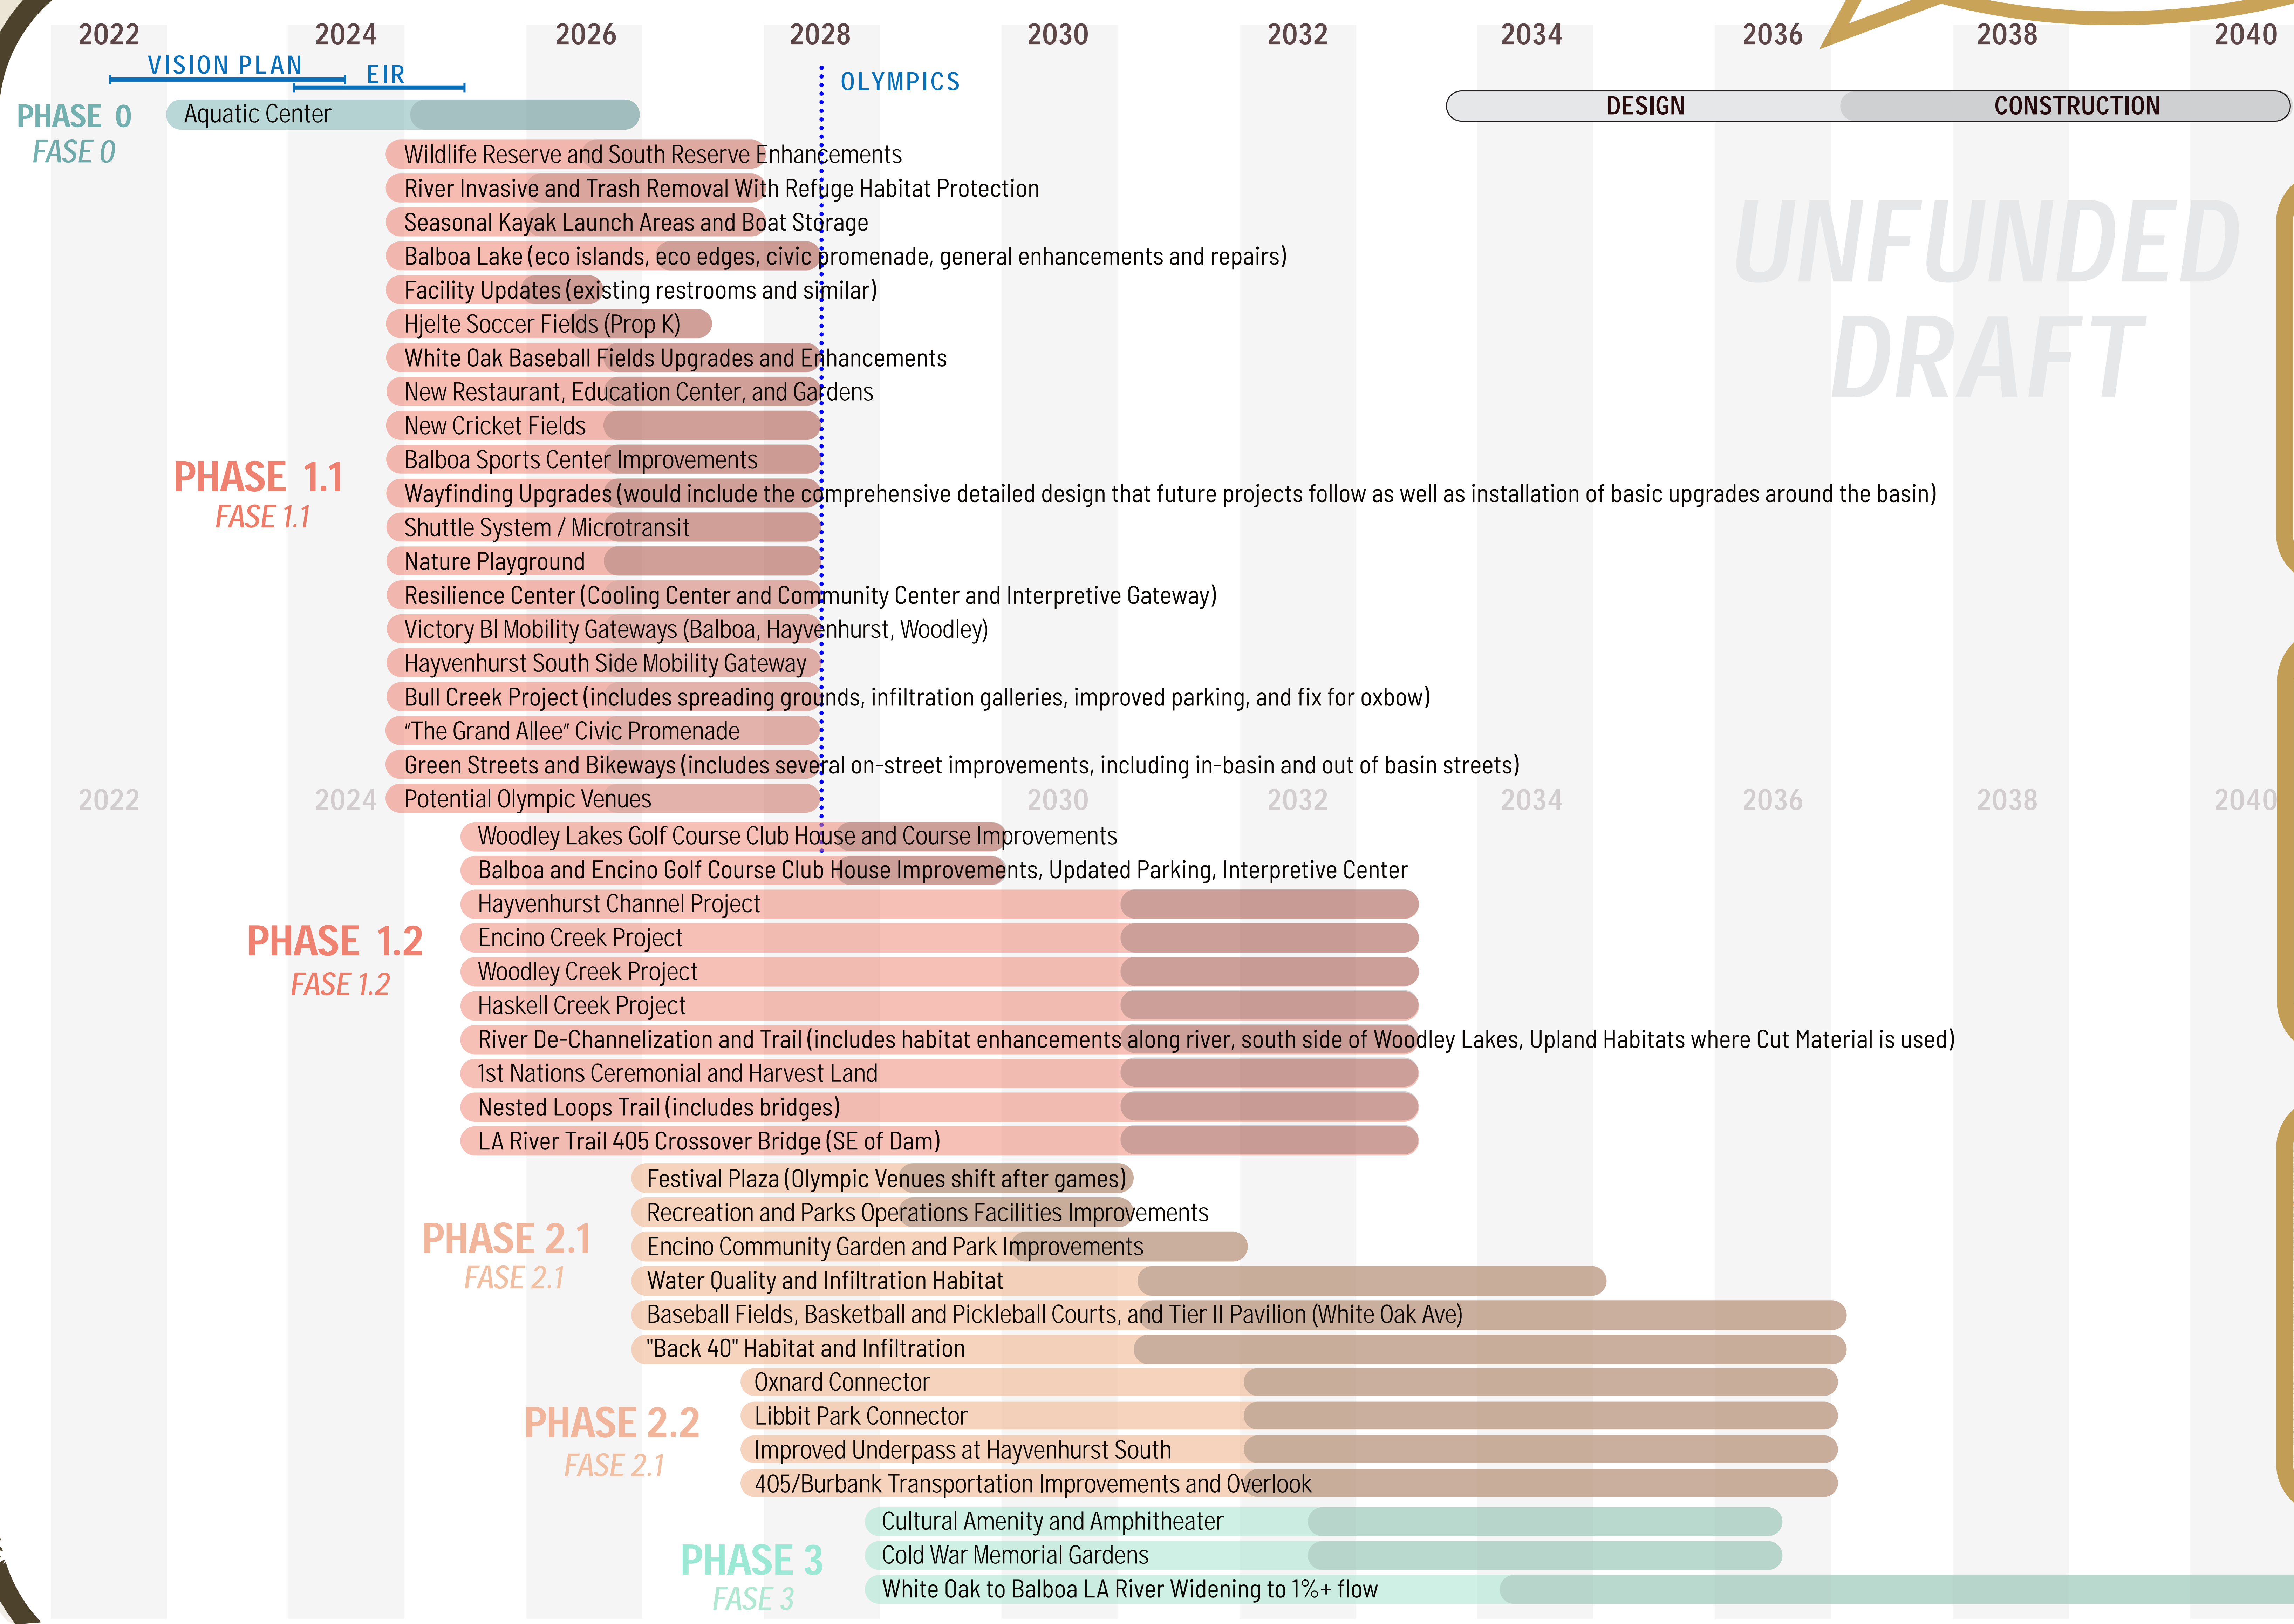 2022 2024 2026 2028 2030 2032 2034 2036 2038 2040
VISION PLAN
EIR
OLYMPICS
PHASE 0
FASE 0
Aquatic Center
DESIGN CONSTRUCTION
UNFUNDED
DRAFT
PHASE 1.1
FASE 1.1
Wildlife Reserve and South Reserve Enhancements
River Invasive and Trash Removal With Refuge Habitat Protection
Seasonal Kayak Launch Areas and Boat Storage
Balboa Lake (eco islands, eco edges, civic promenade, general enhancements and repairs)
Facility Updates (existing restrooms and similar)
Hjelte Soccer Fields (Prop K)
White Oak Baseball Fields Upgrades and Enhancements
New Restaurant, Education Center, and Gardens
New Cricket Fields
Balboa Sports Center Improvements
Wayfinding Upgrades (would include the comprehensive detailed design that future projects follow as well as installation of basic upgrades around the basin)
Shuttle System / Microtransit
Nature Playground
Resilience Center (Cooling Center and Community Center and Interpretive Gateway)
Victory Bl Mobility Gateways (Balboa, Hayvenhurst, Woodley)
Hayvenhurst South Side Mobility Gateway
Bull Creek Project (includes spreading grounds, infiltration galleries, improved parking, and fix for oxbow)
“The Grand Allee” Civic Promenade
Green Streets and Bikeways (includes several on-street improvements, including in-basin and out of basin streets)
Potential Olympic Venues
2022 2024 2030 2032 2034 2036 2038 2040
PHASE 1.2
FASE 1.2
Woodley Lakes Golf Course Club House and Course Improvements
Balboa and Encino Golf Course Club House Improvements, Updated Parking, Interpretive Center
Hayvenhurst Channel Project
Encino Creek Project
Woodley Creek Project
Haskell Creek Project
River De-Channelization and Trail (includes habitat enhancements along river, south side of Woodley Lakes, Upland Habitats where Cut Material is used)
1st Nations Ceremonial and Harvest Land
Nested Loops Trail (includes bridges)
LA River Trail 405 Crossover Bridge (SE of Dam)
PHASE 2.1
FASE 2.1
Festival Plaza (Olympic Venues shift after games)
Recreation and Parks Operations Facilities Improvements
Encino Community Garden and Park Improvements
Water Quality and Infiltration Habitat
Baseball Fields, Basketball and Pickleball Courts, and Tier II Pavilion (White Oak Ave)
"Back 40" Habitat and Infiltration
PHASE 2.2
FASE 2.1
Oxnard Connector
Libbit Park Connector
Improved Underpass at Hayvenhurst South
405/Burbank Transportation Improvements and Overlook
PHASE 3
FASE 3
Cultural Amenity and Amphitheater
Cold War Memorial Gardens
White Oak to Balboa LA River Widening to 1%+ flow